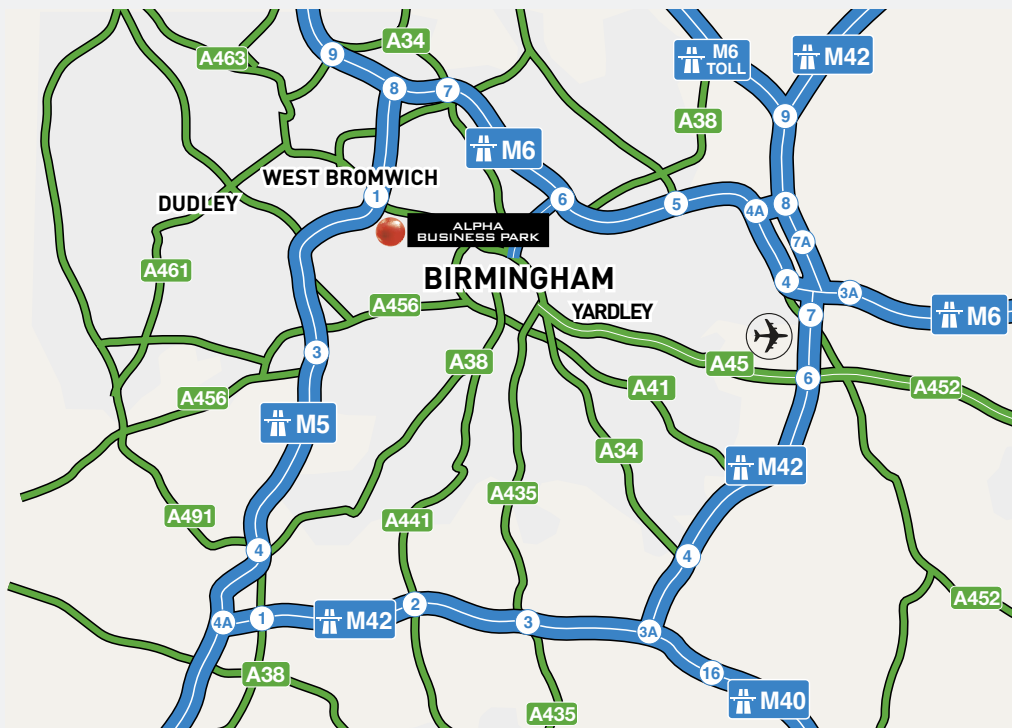 A34
9
A463
8
7
M6
TOLL
M42
A38
9
M6
WEST BROMWICH
1
DUDLEY
6
5
4A
8
ALPHA
BUSINESS PARK
7A
A461
BIRMINGHAM
4
3A
A456
YARDLEY
7
M6
3
A38
A45
6
A452
A456
A41
M5
A34
M42
A435
A491
A441
4
4
A452
4A
1
M42
2
3
3A
A38
16
M40
A435